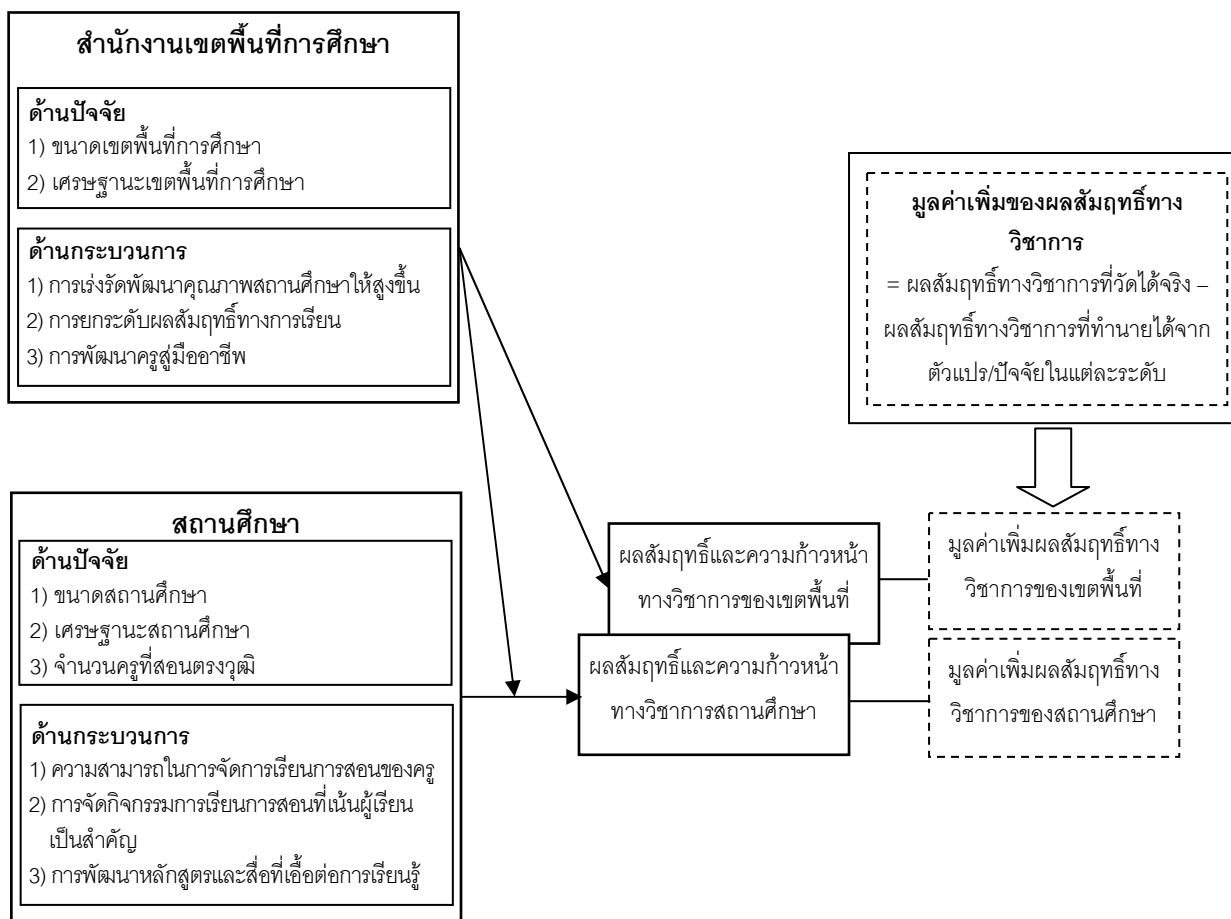 สำนักงานเขตพื้นที่การศึกษา
ด้านปัจจัย
1) ขนาดเขตพื้นที่การศึกษา
2) เศรษฐานะเขตพื้นที่การศึกษา
ด้านกระบวนการ
1) การเร่งรัดพัฒนาคุณภาพสถานศึกษาให้สูงขึ้น
2) การยกระดับผลสัมฤทธิ์ทางการเรียน
3) การพัฒนาครูสู่มืออาชีพ
มูลค่าเพิ่มของผลสัมฤทธิ์ทาง
วิชาการ
= ผลสัมฤทธิ์ทางวิชาการที่วัดได้จริง –
ผลสัมฤทธิ์ทางวิชาการที่ทำนายได้จาก
ตัวแปร/ปัจจัยในแต่ละระดับ
สถานศึกษา
ด้านปัจจัย
1) ขนาดสถานศึกษา
2) เศรษฐานะสถานศึกษา
3) จำนวนครูที่สอนตรงวุฒิ
ด้านกระบวนการ
1) ความสามารถในการจัดการเรียนการสอนของครู
2) การจัดกิจกรรมการเรียนการสอนที่เน้นผู้เรียน
เป็นสำคัญ
3) การพัฒนาหลักสูตรและสื่อที่เอื้อต่อการเรียนรู้
ผลสัมฤทธิ์และความก้าวหน้า
ทางวิชาการของเขตพื้นที่
ผลสัมฤทธิ์และความก้าวหน้า
ทางวิชาการสถานศึกษา
มูลค่าเพิ่มผลสัมฤทธิ์ทาง
วิชาการของเขตพื้นที่
มูลค่าเพิ่มผลสัมฤทธิ์ทาง
วิชาการของสถานศึกษา